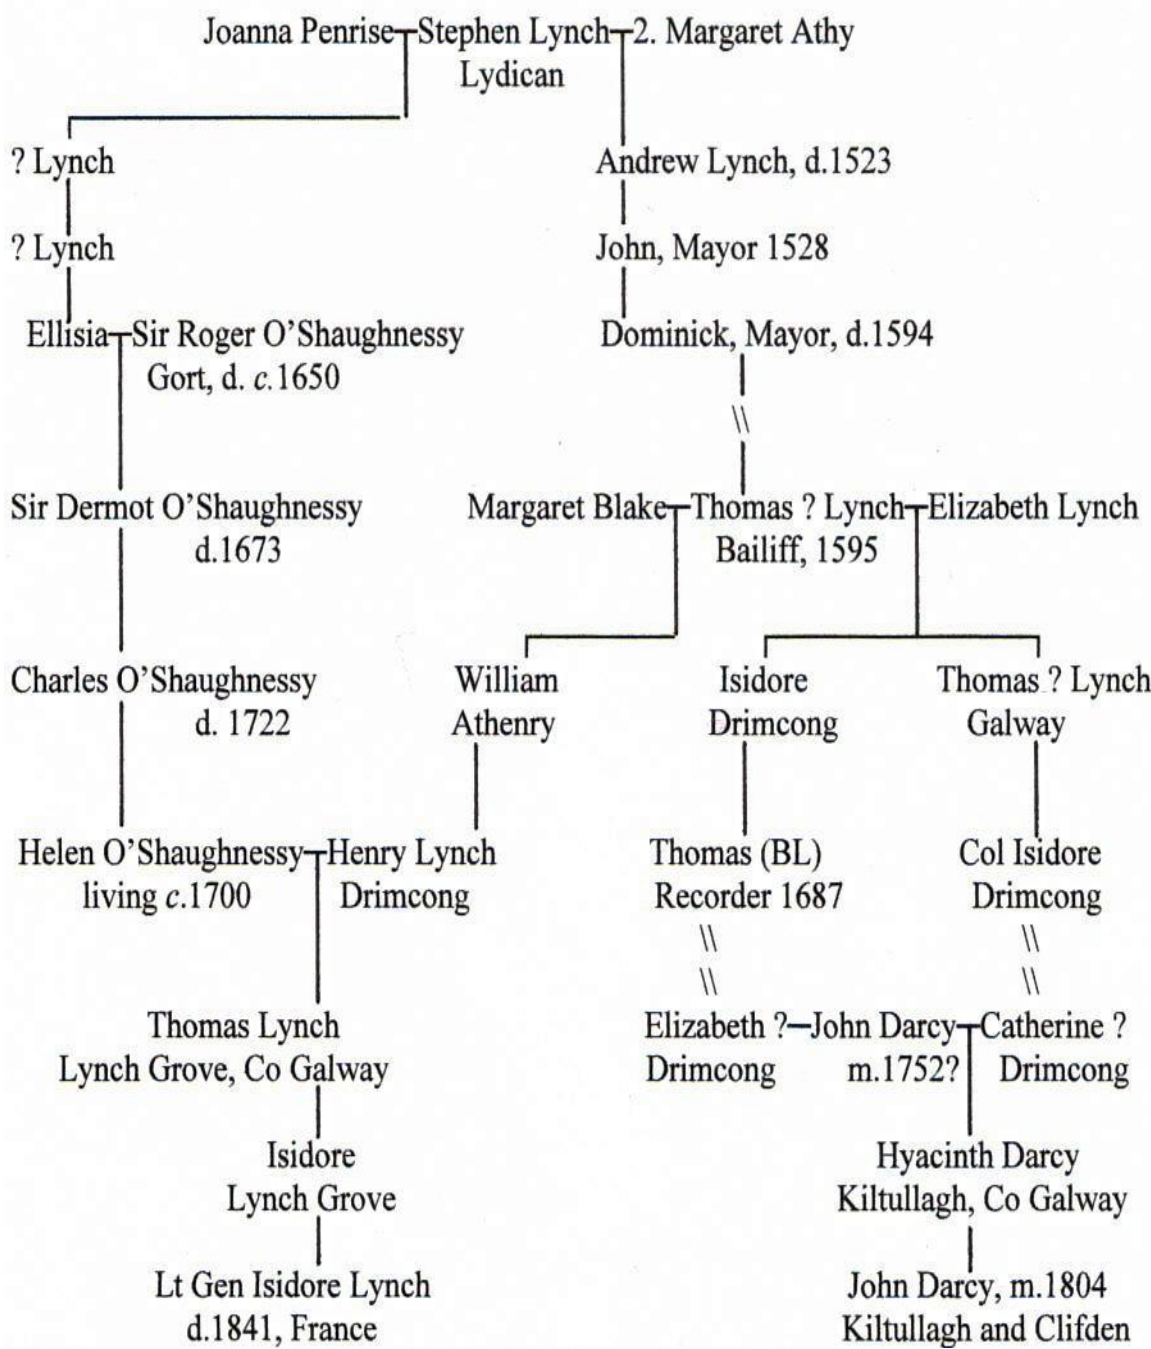 Joanna Penrise Stephen Lynch 2. Margaret Athy
Lydican
? Lynch Andrew Lynch, d.1523
? Lynch John, Mayor 1528
Ellisia Sir Roger O'Shaughnessy Dominick, Mayor, d.1594
Gort, d. c.1650
Sir Dermot O'Shaughnessy Margaret Blake Thomas ? Lynch Elizabeth Lynch
d.1673 Bailiff, 1595
Charles O'Shaughnessy William Isidore Thomas ? Lynch
d. 1722 Athenry Drimcong Galway
Helen O'Shaughnessy Henry Lynch Thomas (BL) Col Isidore
living c.1700 Drimcong Recorder 1687 Drimcong
Thomas Lynch Elizabeth ? John Darcy Catherine ?
Lynch Grove, Co Galway Drimcong m.1752? Drimcong
Isidore Hyacinth Darcy
Lynch Grove Kiltullagh, Co Galway
Lt Gen Isidore Lynch John Darcy, m.1804
d.1841, France Kiltullagh and Clifden